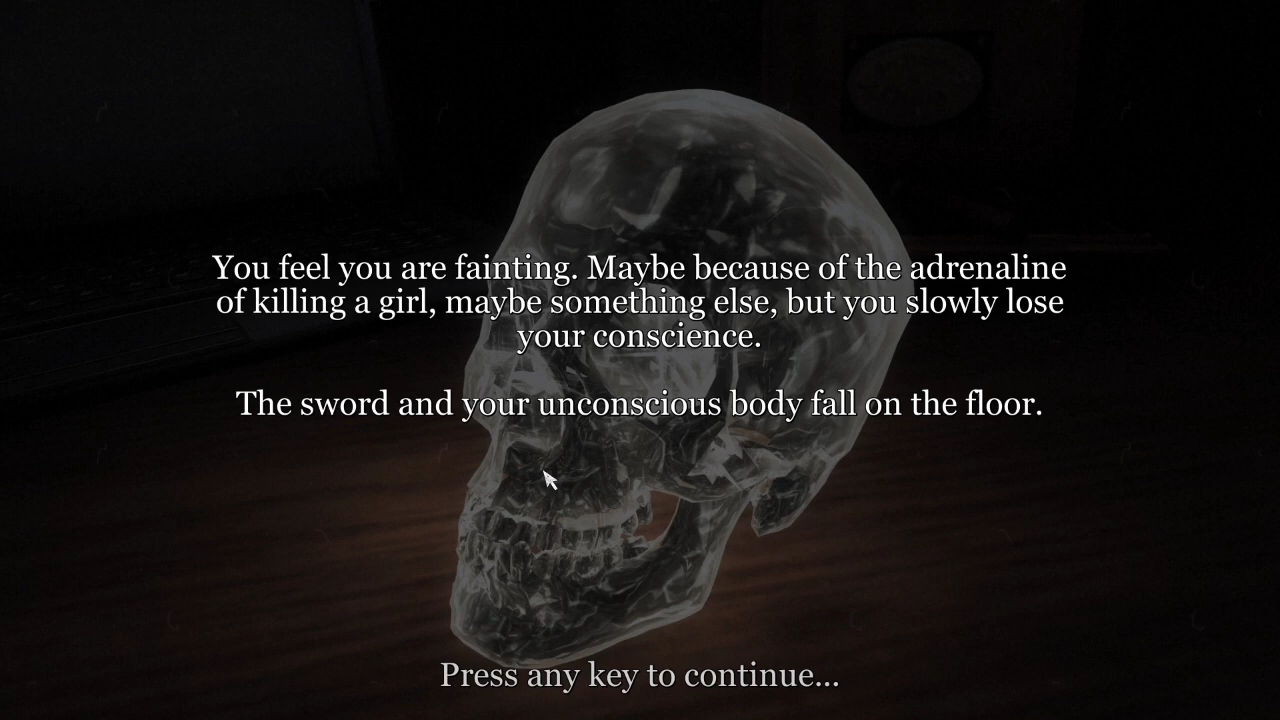 You feel you are fainting. Maybe because of the adrenaline
of killing a girl, maybe something else, but you slowly lose
your conscience.
The sword and your unconscious body fall on the floor.
Press any key to continue...